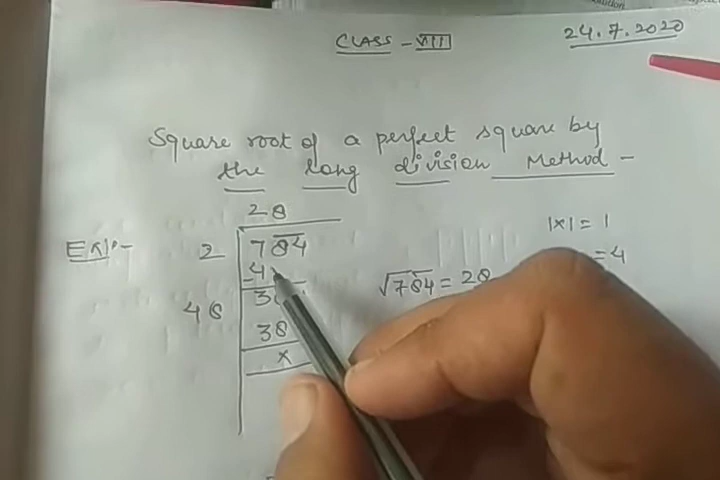 CLASS - VIII
24.7.2020
Square root of a perfect square by
the long division Method -
28
Ex1:-
2
784
1×1=1
-4
=4
√784 = 28
48
38